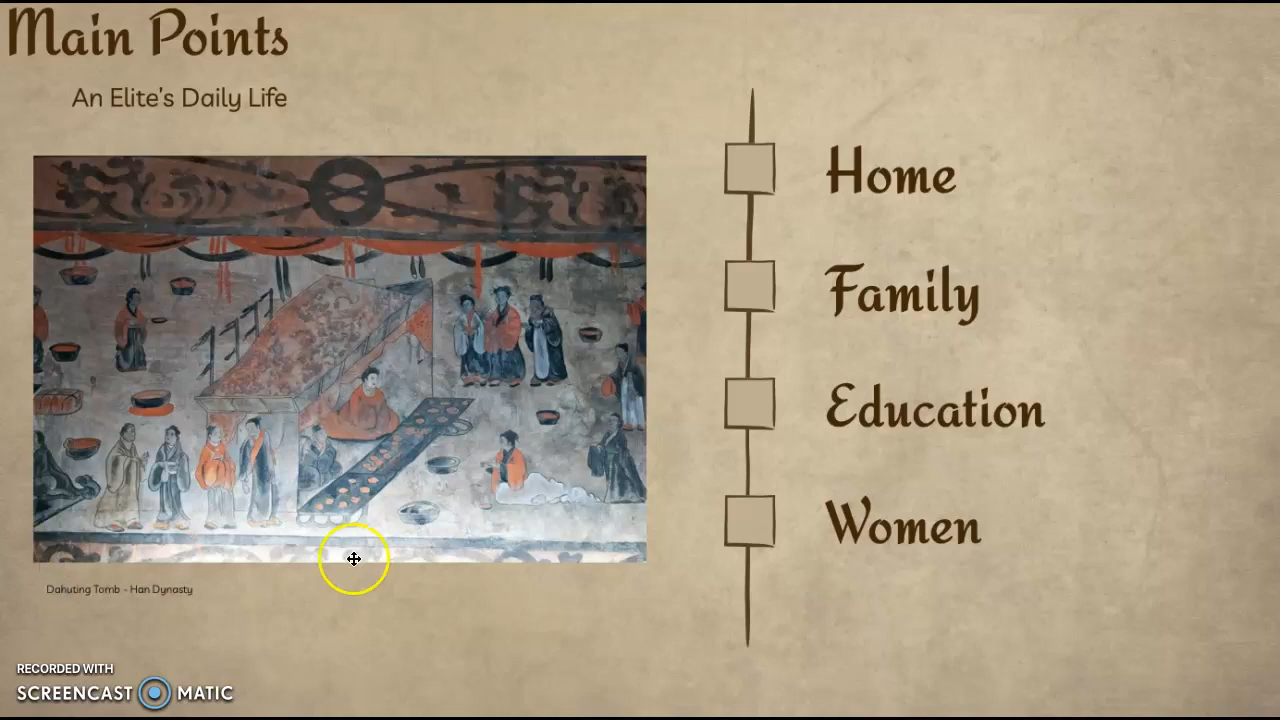 Main Points
An Elite's Daily Life
Home
Family
Education
Women
Dahuting Tomb - Han Dynasty
RECORDED WITH
SCREENCAST MATIC